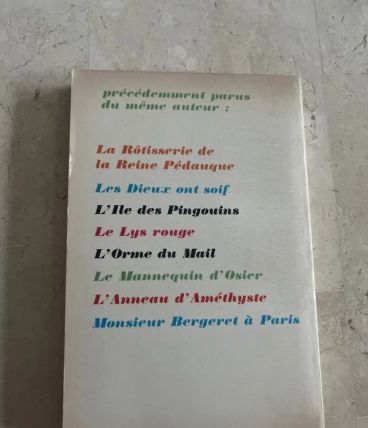 précédemment parus
du même auteur :
La Rôtisserie de
la Reine Pédauque
Les Dieux ont soif
L'Ile des Pingouins
Le Lys rouge
L'Orme du Mail
Le Mannequin d'Osier
L'Anneau d'Améthyste
Monsieur Bergeret à Paris